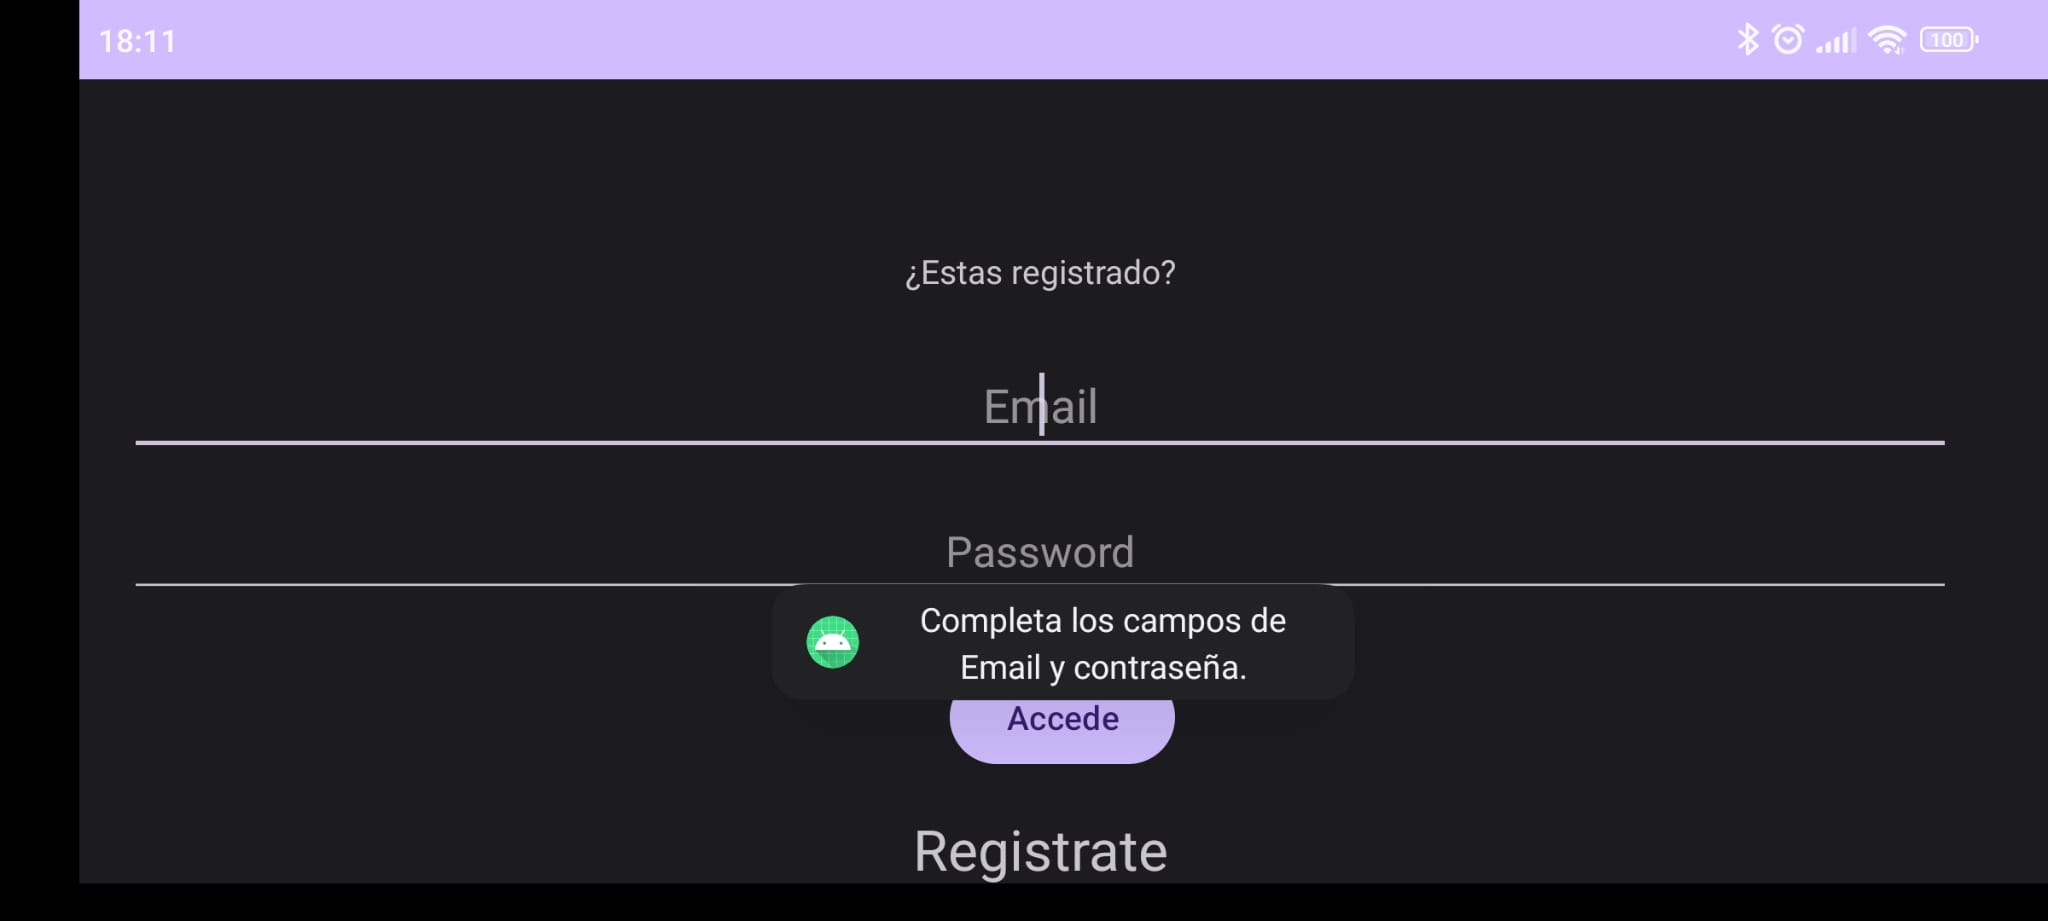 18:11
100
¿Estas registrado?
Email
Password
Completa los campos de
Email y contraseña.
Accede
Registrate